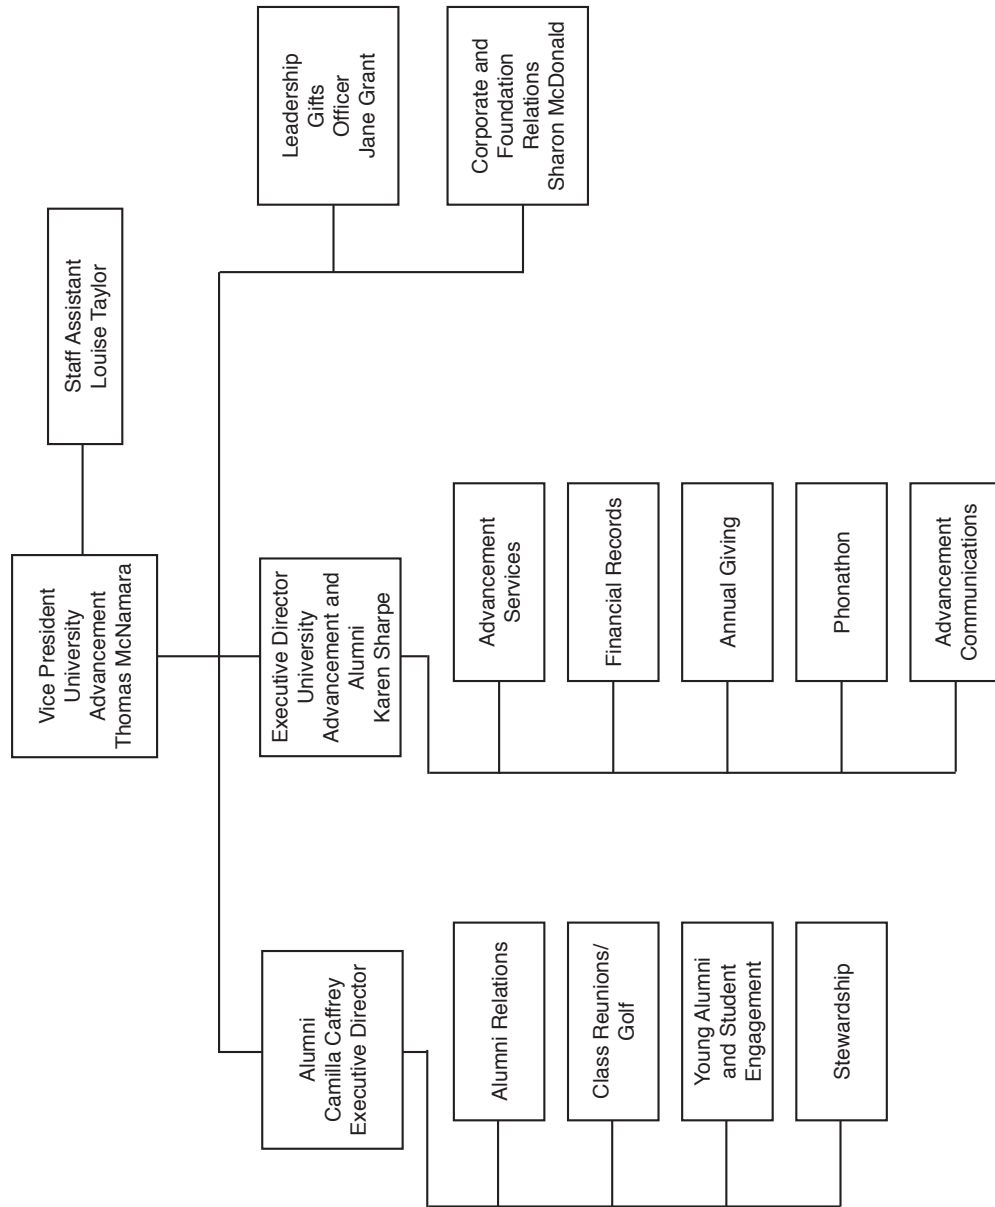 Vice President
University
Advancement
Thomas McNamara
Staff Assistant
Louise Taylor
Alumni
Camilla Caffrey
Executive Director
Executive Director
University
Advancement and
Alumni
Karen Sharpe
Leadership
Gifts
Officer
Jane Grant
Corporate and
Foundation
Relations
Sharon McDonald
Alumni Relations
Class Reunions/
Golf
Young Alumni
and Student
Engagement
Stewardship
Advancement
Services
Financial Records
Annual Giving
Phonathon
Advancement
Communications